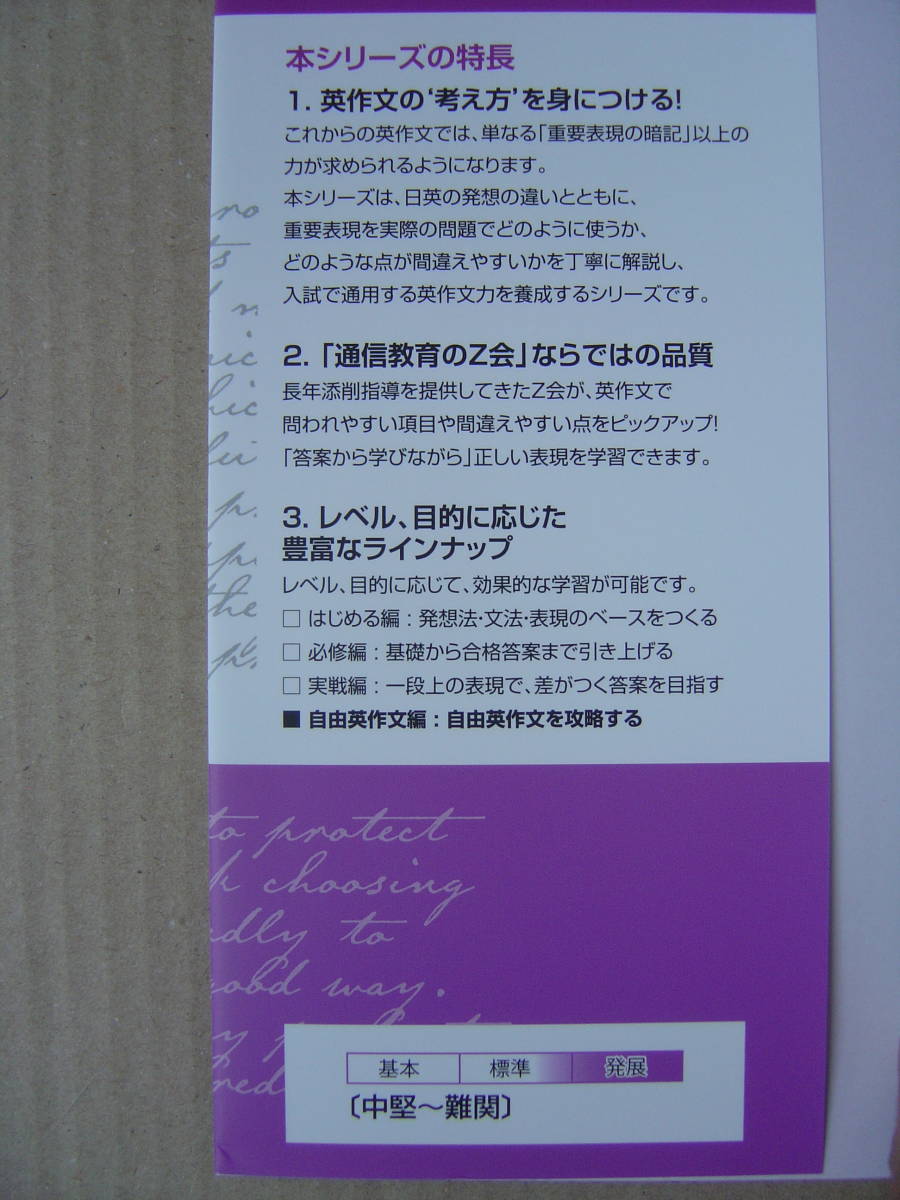 本シリーズの特長
1. 英作文の‘考え方’を身につける!
これからの英作文では、単なる「重要表現の暗記」以上の
力が求められるようになります。
本シリーズは、日英の発想の違いとともに、
重要表現を実際の問題でどのように使うか、
どのような点が間違えやすいかを丁寧に解説し、
入試で通用する英作文力を養成するシリーズです。
2.「通信教育のZ会」ならではの品質
長年添削指導を提供してきたZ会が、英作文で
問われやすい項目や間違えやすい点をピックアップ!
「答案から学びながら」正しい表現を学習できます。
3. レベル、目的に応じた
豊富なラインナップ
レベル、目的に応じて、効果的な学習が可能です。
□ はじめる編：発想法・文法・表現のベースをつくる
□ 必修編：基礎から合格答案まで引き上げる
□ 実戦編：一段上の表現で、差がつく答案を目指す
■ 自由英作文編：自由英作文を攻略する
the
to protect
choosing
to
way.
基本 標準 発展
〔中堅～難関〕